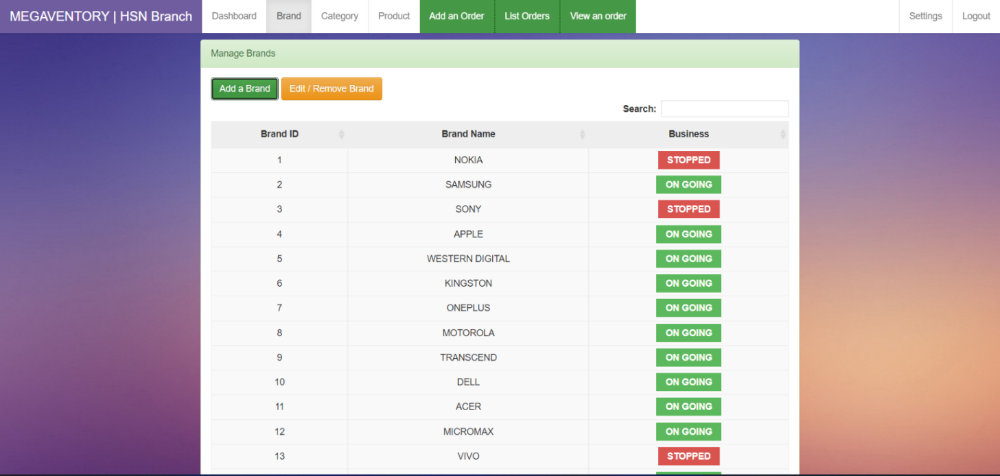 MEGAVENTORY | HSN Branch Dashboard Brand Category Product Add an Order List Orders View an order Settings Logout
Manage Brands
Add a Brand Edit / Remove Brand
Search:
Brand ID Brand Name Business
1 NOKIA STOPPED
2 SAMSUNG ON GOING
3 SONY STOPPED
4 APPLE ON GOING
5 WESTERN DIGITAL ON GOING
6 KINGSTON ON GOING
7 ONEPLUS ON GOING
8 MOTOROLA ON GOING
9 TRANSCEND ON GOING
10 DELL ON GOING
11 ACER ON GOING
12 MICROMAX ON GOING
13 VIVO STOPPED